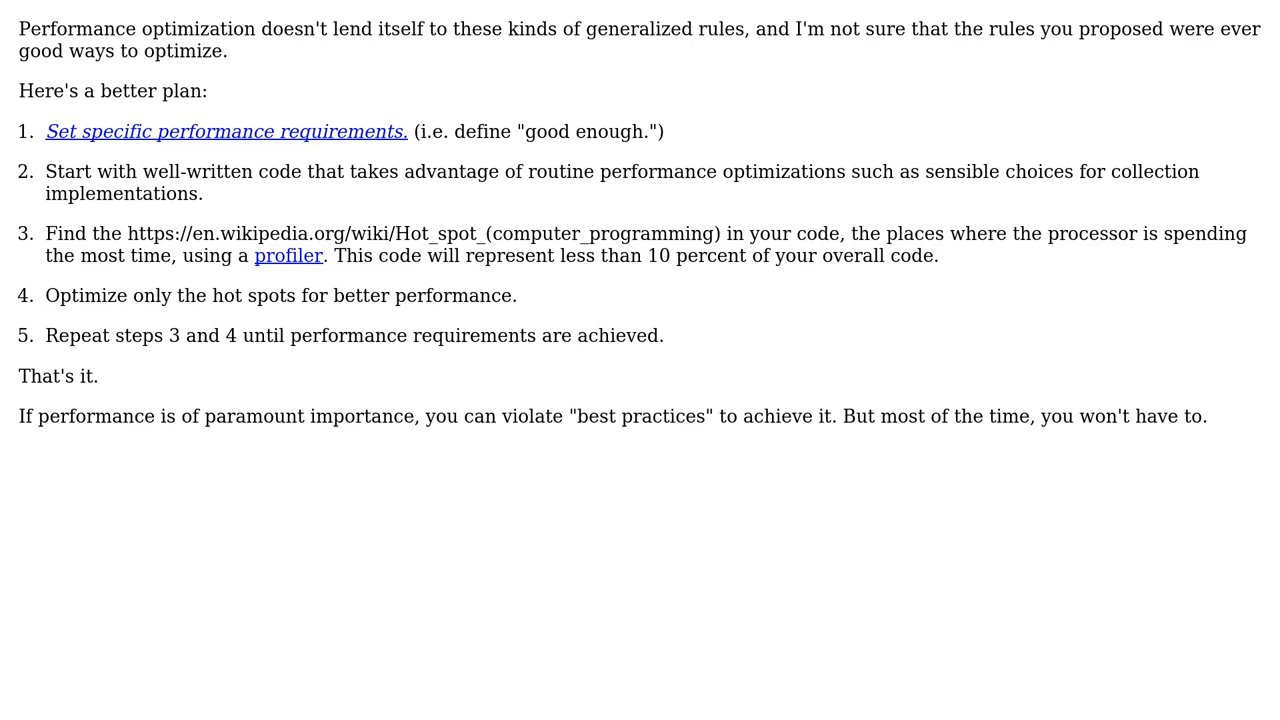 Performance optimization doesn't lend itself to these kinds of generalized rules, and I'm not sure that the rules you proposed were ever
good ways to optimize.
Here's a better plan:
1. Set specific performance requirements. (i.e. define "good enough.")
2. Start with well-written code that takes advantage of routine performance optimizations such as sensible choices for collection
implementations.
3. Find the https://en.wikipedia.org/wiki/Hot_spot_(computer_programming) in your code, the places where the processor is spending
the most time, using a profiler. This code will represent less than 10 percent of your overall code.
4. Optimize only the hot spots for better performance.
5. Repeat steps 3 and 4 until performance requirements are achieved.
That's it.
If performance is of paramount importance, you can violate "best practices" to achieve it. But most of the time, you won't have to.